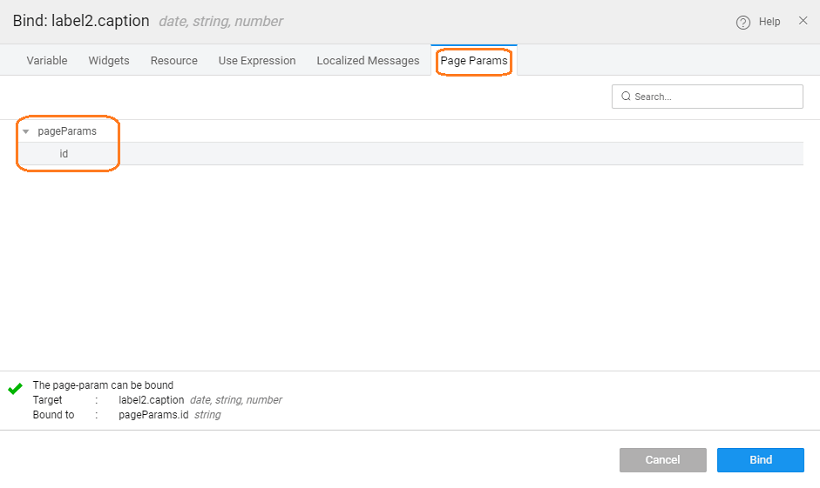 Bind: label2.caption date, string, number Help
Variable Widgets Resource Use Expression Localized Messages Page Params
Search...
pageParams
id
The page-param can be bound
Target : label2.caption date, string, number
Bound to : pageParams.id string
Cancel Bind